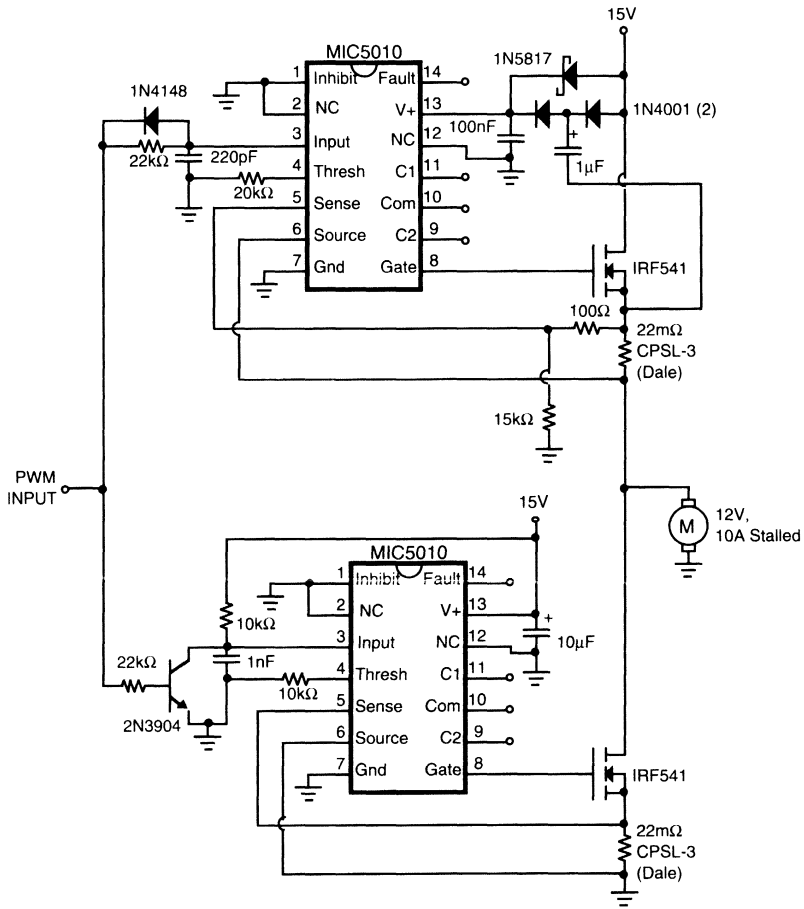 15V
MIC5010
1N5817
1 Inhibit Fault 14
1N4148
2 NC V+ 13
1N4001 (2)
100nF
3 Input NC 12
22kΩ
220pF
+
1µF
4 Thresh C1 11
20kΩ
5 Sense Com 10
6 Source C2 9
7 Gnd Gate 8
IRF541
100Ω
22mΩ
CPSL-3
(Dale)
15kΩ
PWM
INPUT
15V
M
12V,
10A Stalled
MIC5010
1 Inhibit Fault 14
2 NC V+ 13
+
10kΩ
10µF
3 Input NC 12
1nF
22kΩ
4 Thresh C1 11
10kΩ
5 Sense Com 10
2N3904
6 Source C2 9
7 Gnd Gate 8
IRF541
22mΩ
CPSL-3
(Dale)